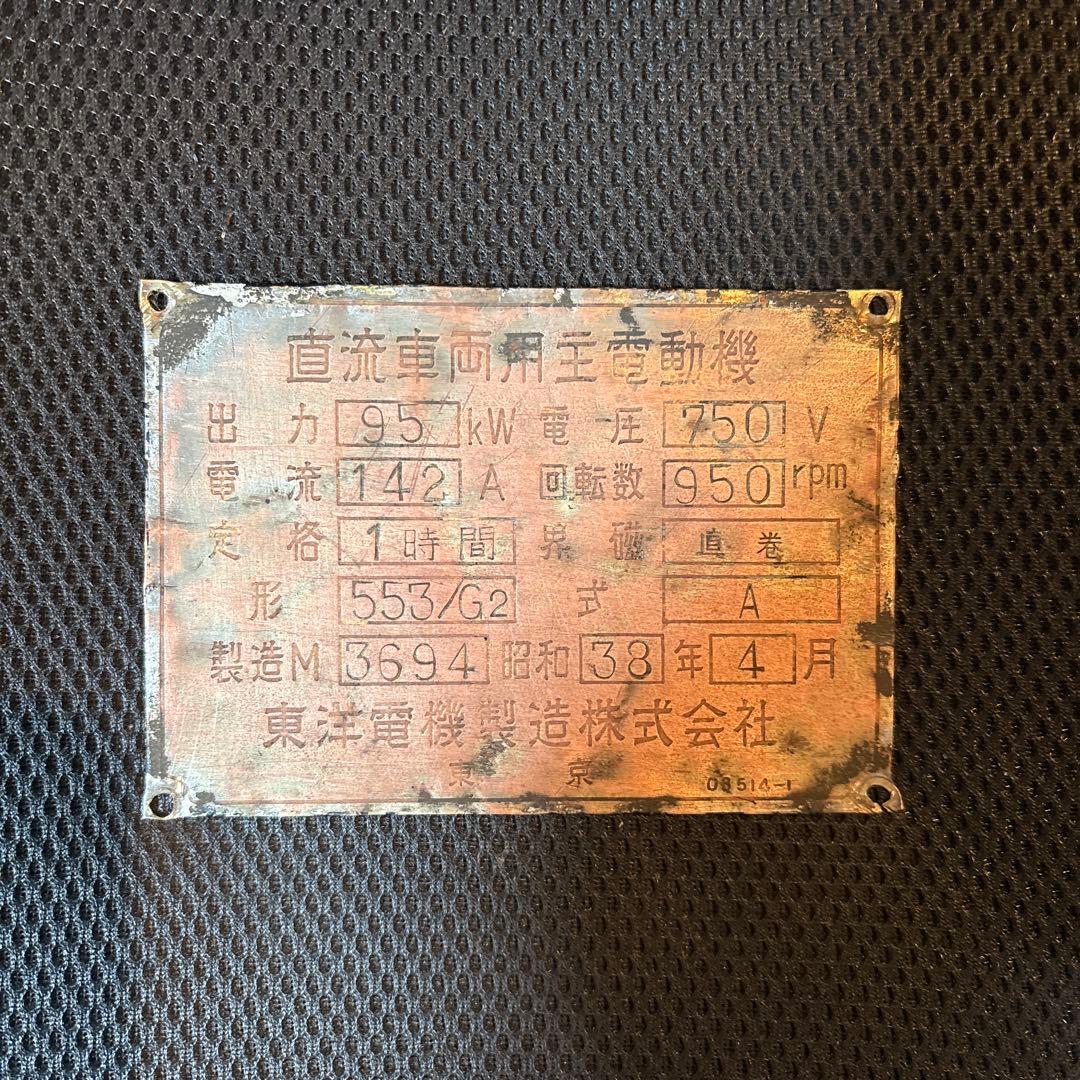 直流車両用主電動機
出力 95 kW 電圧 750 V
電流 142 A 回転数 950 rpm
定格 1時間 界磁 直巻
形 553/G2 式 A
製造M 3694 昭和 38 年 4 月
東洋電機製造株式会社
東京 03514-1